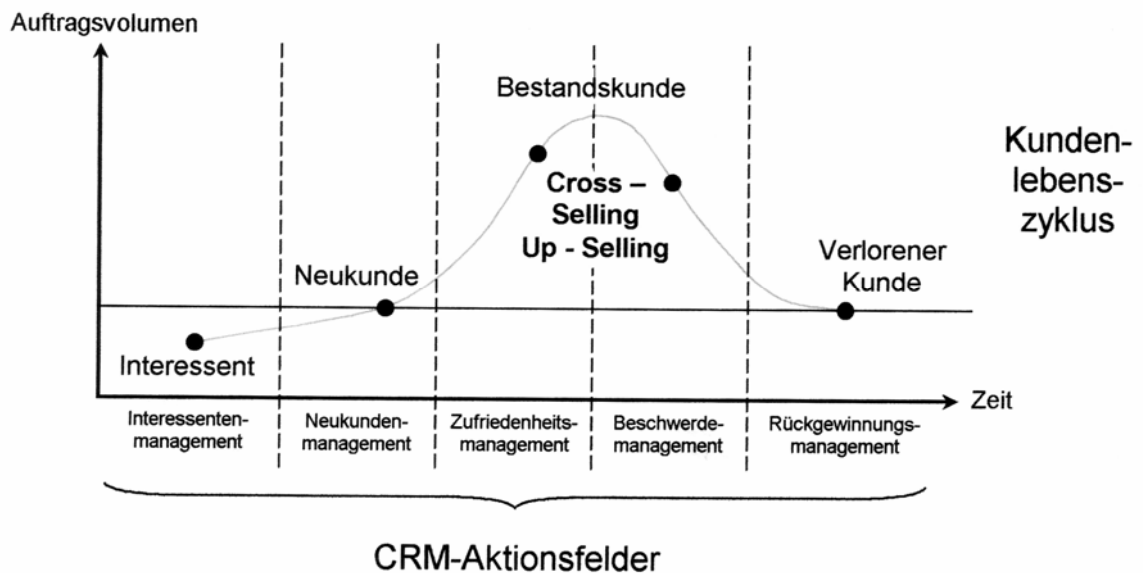 Auftragsvolumen
Bestandskunde
Cross –
Selling
Up - Selling
Kunden-
lebens-
zyklus
Neukunde
Verlorener
Kunde
Interessent
Zeit
Interessenten-
management
Neukunden-
management
Zufriedenheits-
management
Beschwerde-
management
Rückgewinnungs-
management
CRM-Aktionsfelder